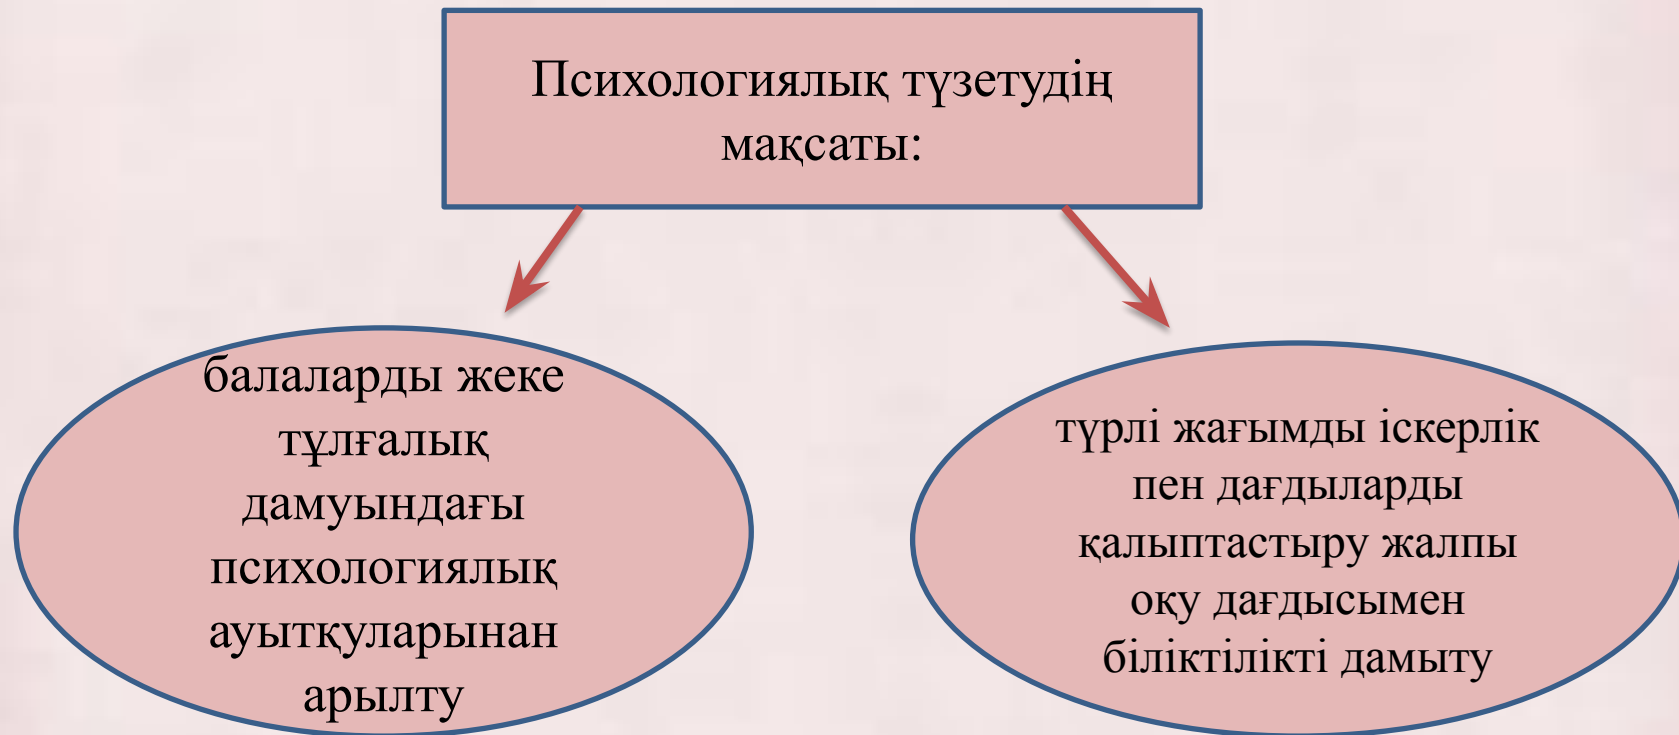 Психологиялық түзетудің
мақсаты:
балаларды жеке
тұлғалық
дамуындағы
психологиялық
ауытқуларынан
арылту
түрлі жағымды іскерлік
пен дағдыларды
қалыптастыру жалпы
оқу дағдысымен
біліктілікті дамыту